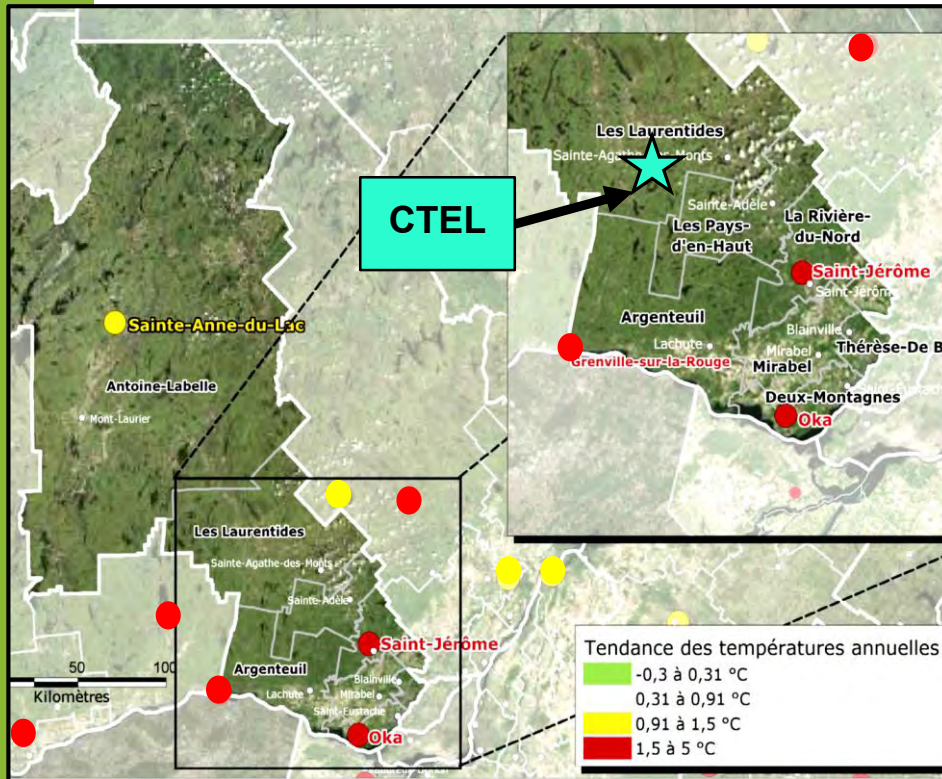 CTEL
Les Laurentides
Sainte-Agathe-des-Monts
Sainte-Adèle
La Rivière-
du-Nord
Les Pays-
d'en-Haut
Saint-Jérôme
Saint-Jérôme
Argenteuil
Blainville
Lachute
Thérèse-De B
Mirabel
Grenville-sur-la-Rouge
Mirabel
Saint-Eustache
Deux-Montagnes
Oka
Sainte-Anne-du-Lac
Antoine-Labelle
Mont-Laurier
Les Laurentides
Sainte-Agathe-des-Monts
Sainte-Adèle
Saint-Jérôme
Argenteuil
Blainville
Lachute
Mirabel
Saint-Eustache
Oka
50
100
Kilomètres
Tendance des températures annuelles
-0,3 à 0,31 °C
0,31 à 0,91 °C
0,91 à 1,5 °C
1,5 à 5 °C